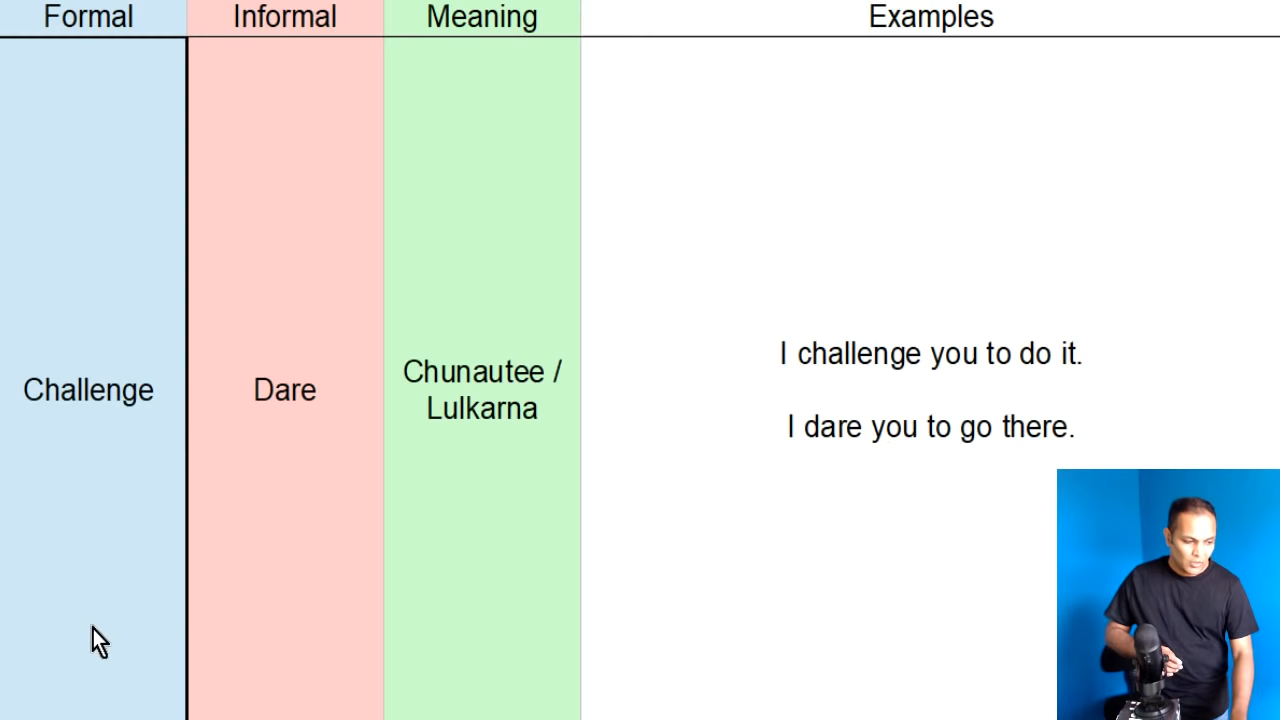 Formal Informal Meaning Examples
Challenge Dare Chunautee /
Lulkarna
I challenge you to do it.
I dare you to go there.